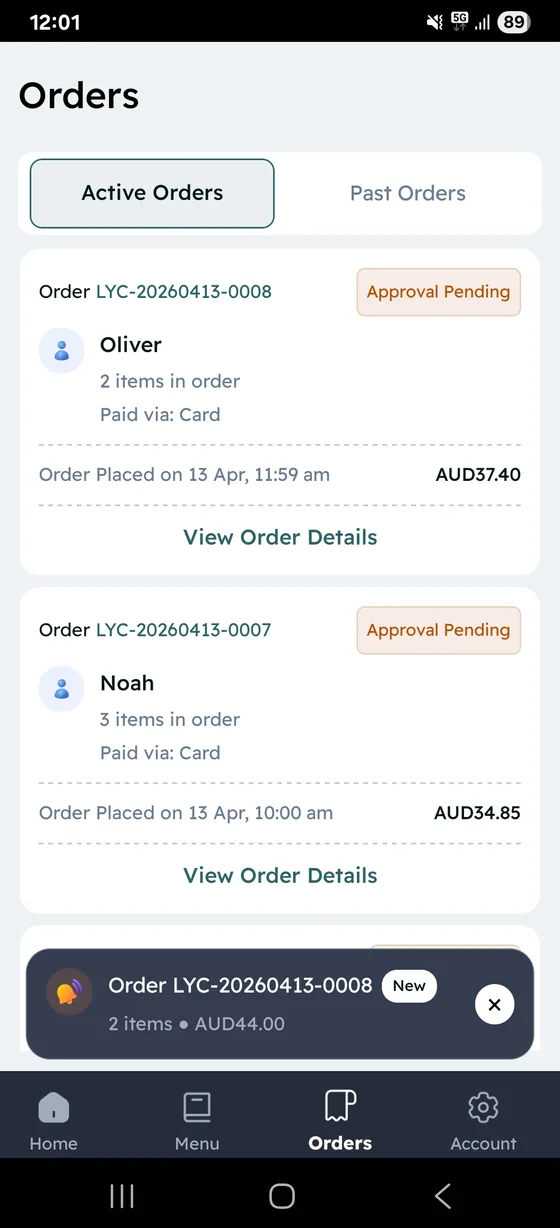 12:01
5G
89
Orders
Active Orders
Past Orders
Order LYC-20260413-0008
Approval Pending
Oliver
2 items in order
Paid via: Card
Order Placed on 13 Apr, 11:59 am
AUD37.40
View Order Details
Order LYC-20260413-0007
Approval Pending
Noah
3 items in order
Paid via: Card
Order Placed on 13 Apr, 10:00 am
AUD34.85
View Order Details
Order LYC-20260413-0008
New
2 items • AUD44.00
Home
Menu
Orders
Account